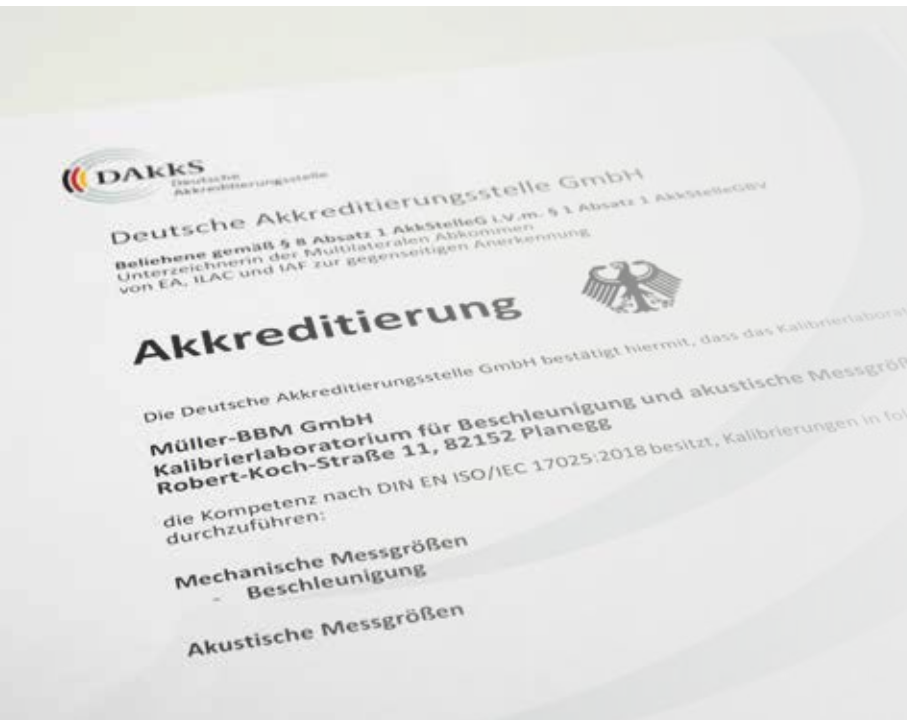 DAkkS
Deutsche
Akkreditierungsstelle
Deutsche Akkreditierungsstelle GmbH
Beliehene gemäß § 8 Absatz 1 AkkStelleG i.V.m. § 1 Absatz 1 AkkStelleGBV
Unterzeichnerin der Multilateralen Abkommen
von EA, ILAC und IAF zur gegenseitigen Anerkennung
Akkreditierung
Die Deutsche Akkreditierungsstelle GmbH bestätigt hiermit, dass das Kalibrierlaborat
Müller-BBM GmbH
Kalibrierlaboratorium für Beschleunigung und akustische Messgröß
Robert-Koch-Straße 11, 82152 Planegg
die Kompetenz nach DIN EN ISO/IEC 17025:2018 besitzt, Kalibrierungen in fol
durchzuführen:
Mechanische Messgrößen
- Beschleunigung
Akustische Messgrößen